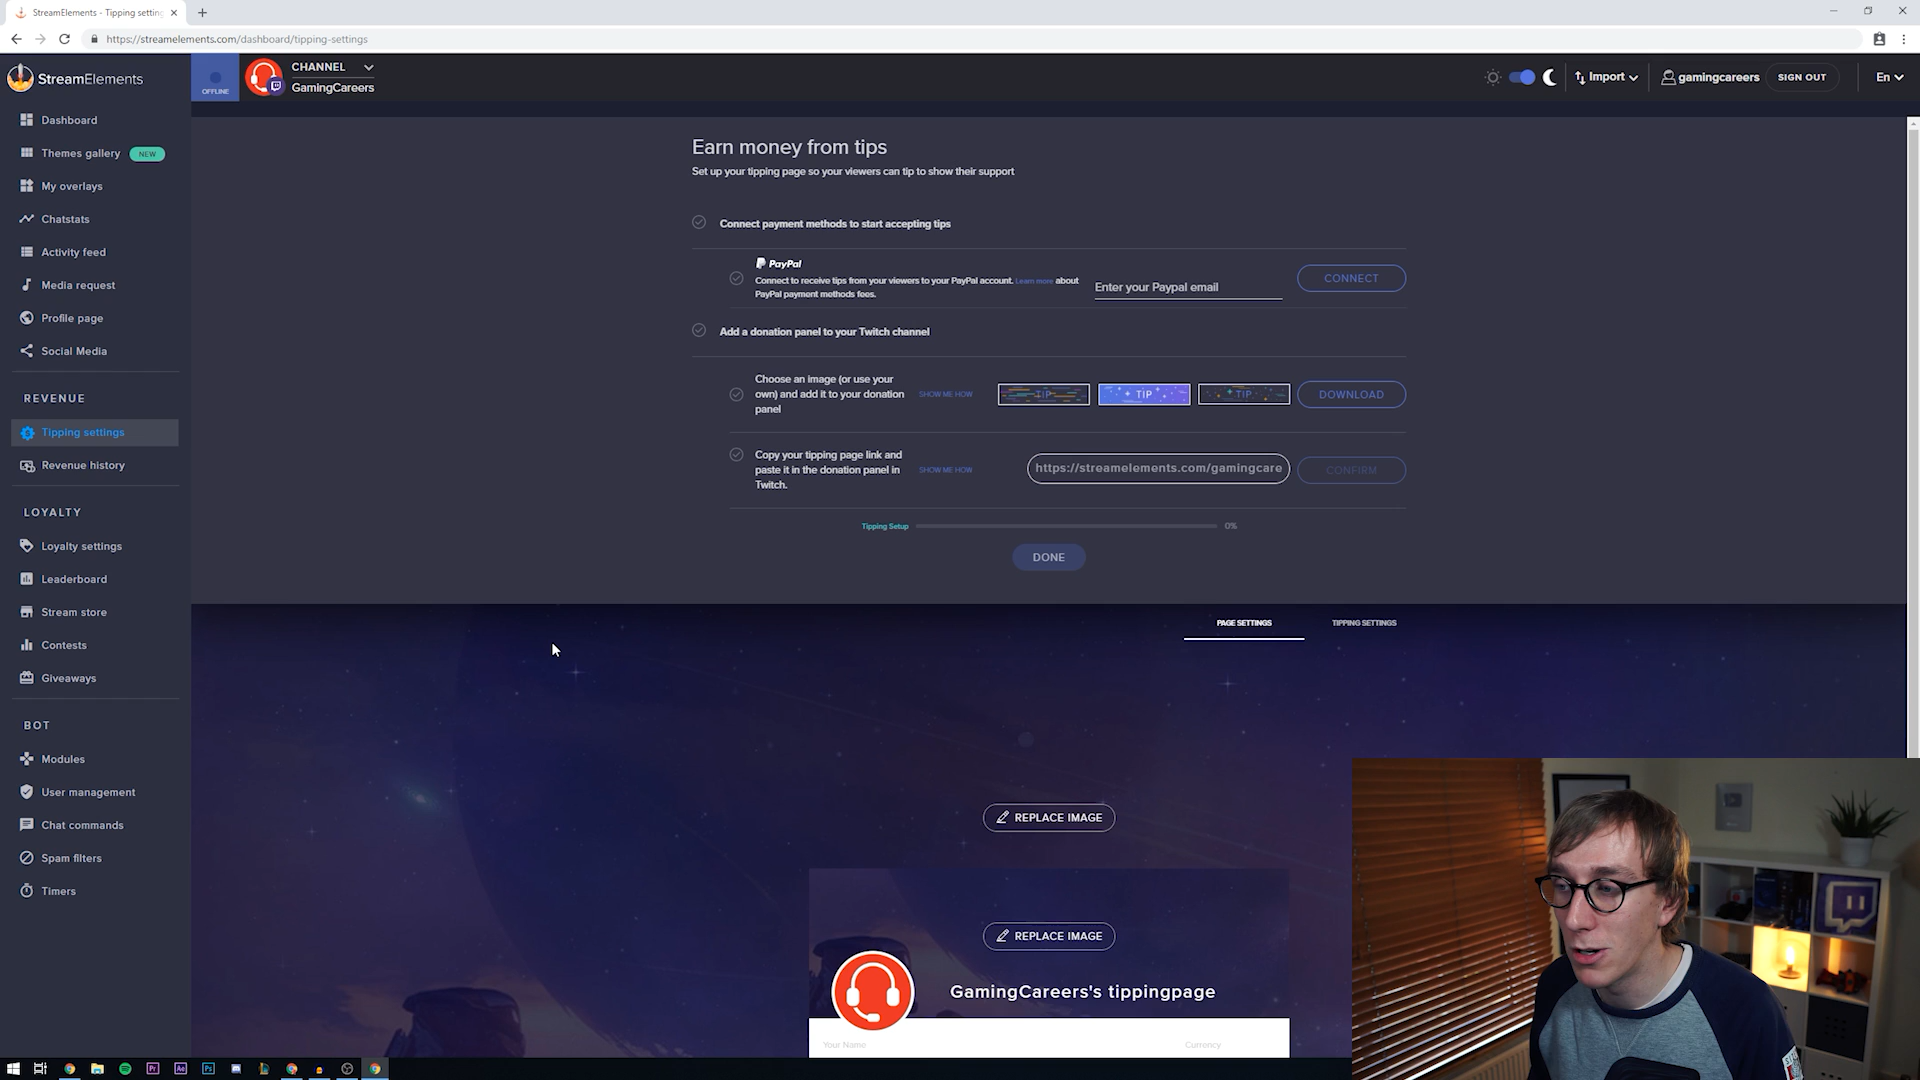 StreamElements - Tipping settin
https://streamelements.com/dashboard/tipping-settings
StreamElements
OFFLINE
CHANNEL
GamingCareers
Import
gamingcareers
SIGN OUT
En
Dashboard
Themes gallery NEW
My overlays
Chatstats
Activity feed
Media request
Profile page
Social Media
REVENUE
Tipping settings
Revenue history
LOYALTY
Loyalty settings
Leaderboard
Stream store
Contests
Giveaways
BOT
Modules
User management
Chat commands
Spam filters
Timers
Earn money from tips
Set up your tipping page so your viewers can tip to show their support
Connect payment methods to start accepting tips
PayPal
Connect to receive tips from your viewers to your PayPal account. Learn more about
PayPal payment methods fees.
Enter your Paypal email
CONNECT
Add a donation panel to your Twitch channel
Choose an image (or use your
own) and add it to your donation
panel
SHOW ME HOW
TIP
TIP
TIP
DOWNLOAD
Copy your tipping page link and
paste it in the donation panel in
Twitch.
SHOW ME HOW
https://streamelements.com/gamingcare
CONFIRM
Tipping Setup
0%
DONE
PAGE SETTINGS
TIPPING SETTINGS
REPLACE IMAGE
REPLACE IMAGE
GamingCareers's tippingpage
Your Name
Currency
Pr
Ae
Ps